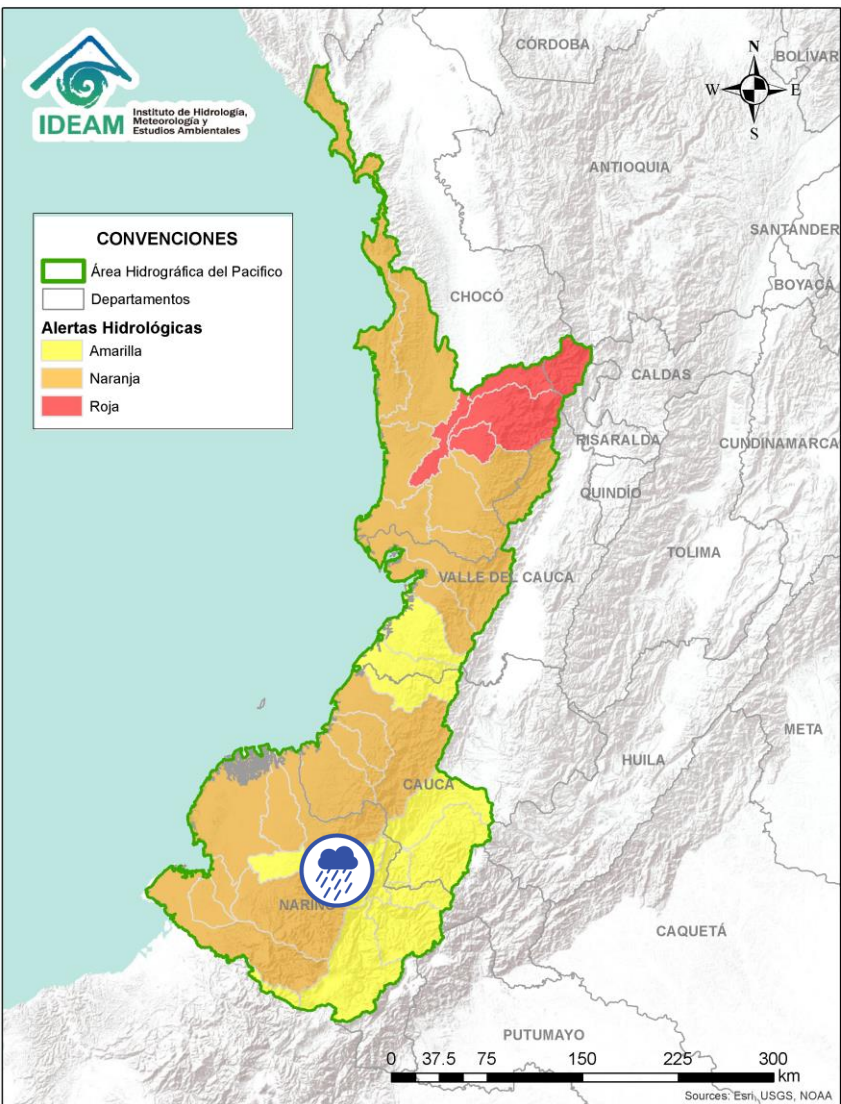 IDEAM
Instituto de Hidrología,
Meteorología y
Estudios Ambientales
CONVENCIONES
Área Hidrográfica del Pacifico
Departamentos
Alertas Hidrológicas
Amarilla
Naranja
Roja
N
W E
S
CÓRDOBA
BOLÍVAR
ANTIOQUIA
SANTANDER
BOYACÁ
CHOCÓ
CALDAS
RISARALDA
CUNDINAMARCA
QUINDÍO
TOLIMA
VALLE DEL CAUCA
META
HUILA
CAUCA
NARIÑO
CAQUETÁ
PUTUMAYO
0 37.5 75 150 225 300
km
Sources: Esri, USGS, NOAA